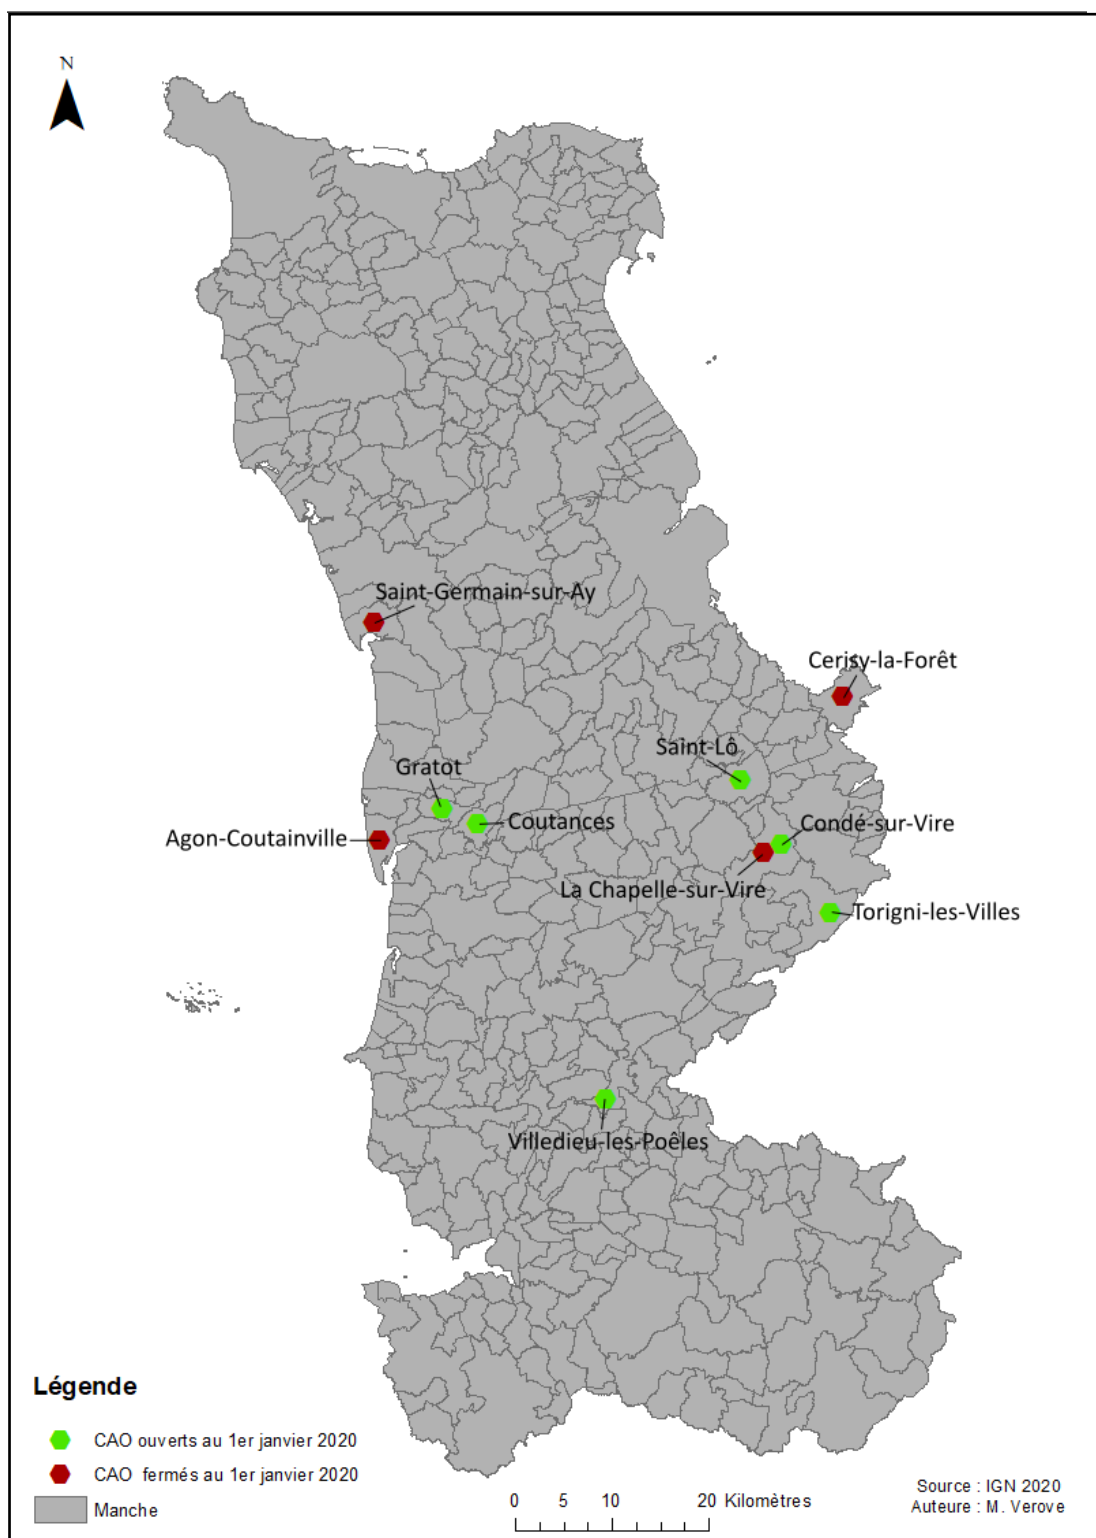 N
Saint-Germain-sur-Ay
Cerisy-la-Forêt
Saint-Lô
Gratot
Coutances
Condé-sur-Vire
Agon-Coutainville
La Chapelle-sur-Vire
Torigni-les-Villes
Villedieu-les-Poêles
Légende
CAO ouverts au 1er janvier 2020
CAO fermés au 1er janvier 2020
Manche
0 5 10 20 Kilomètres
Source : IGN 2020
Auteure : M. Verove